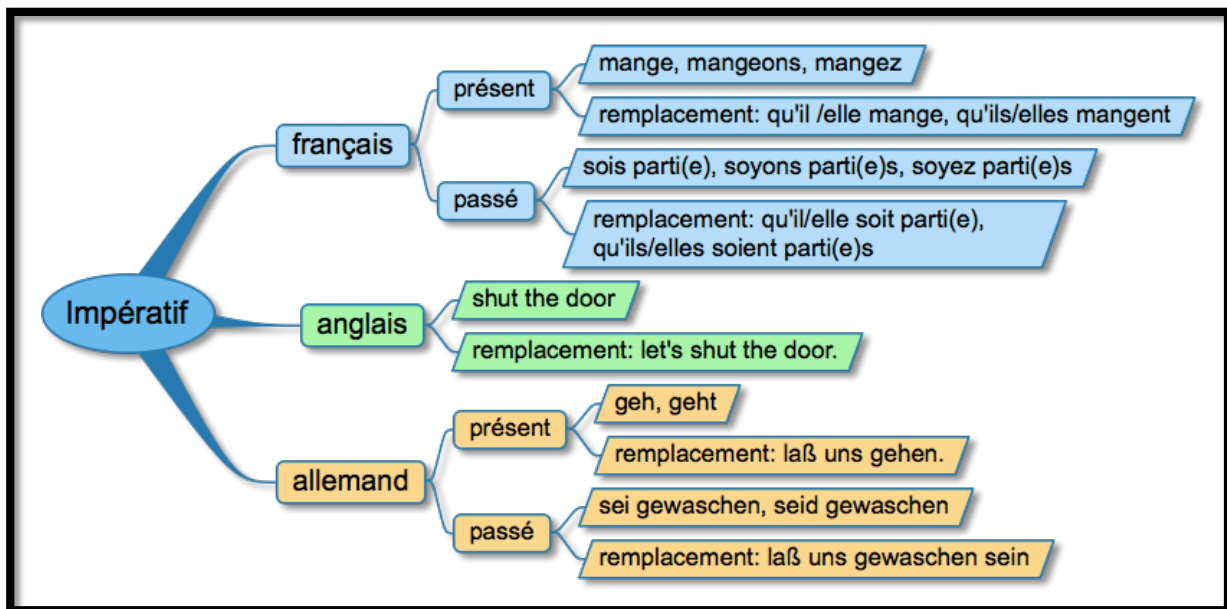 Impératif
français
présent
mange, mangeons, mangez
remplacement: qu'il /elle mange, qu'ils/elles mangent
passé
sois parti(e), soyons parti(e)s, soyez parti(e)s
remplacement: qu'il/elle soit parti(e),
qu'ils/elles soient parti(e)s
anglais
shut the door
remplacement: let's shut the door.
allemand
présent
geh, geht
remplacement: laß uns gehen.
passé
sei gewaschen, seid gewaschen
remplacement: laß uns gewaschen sein